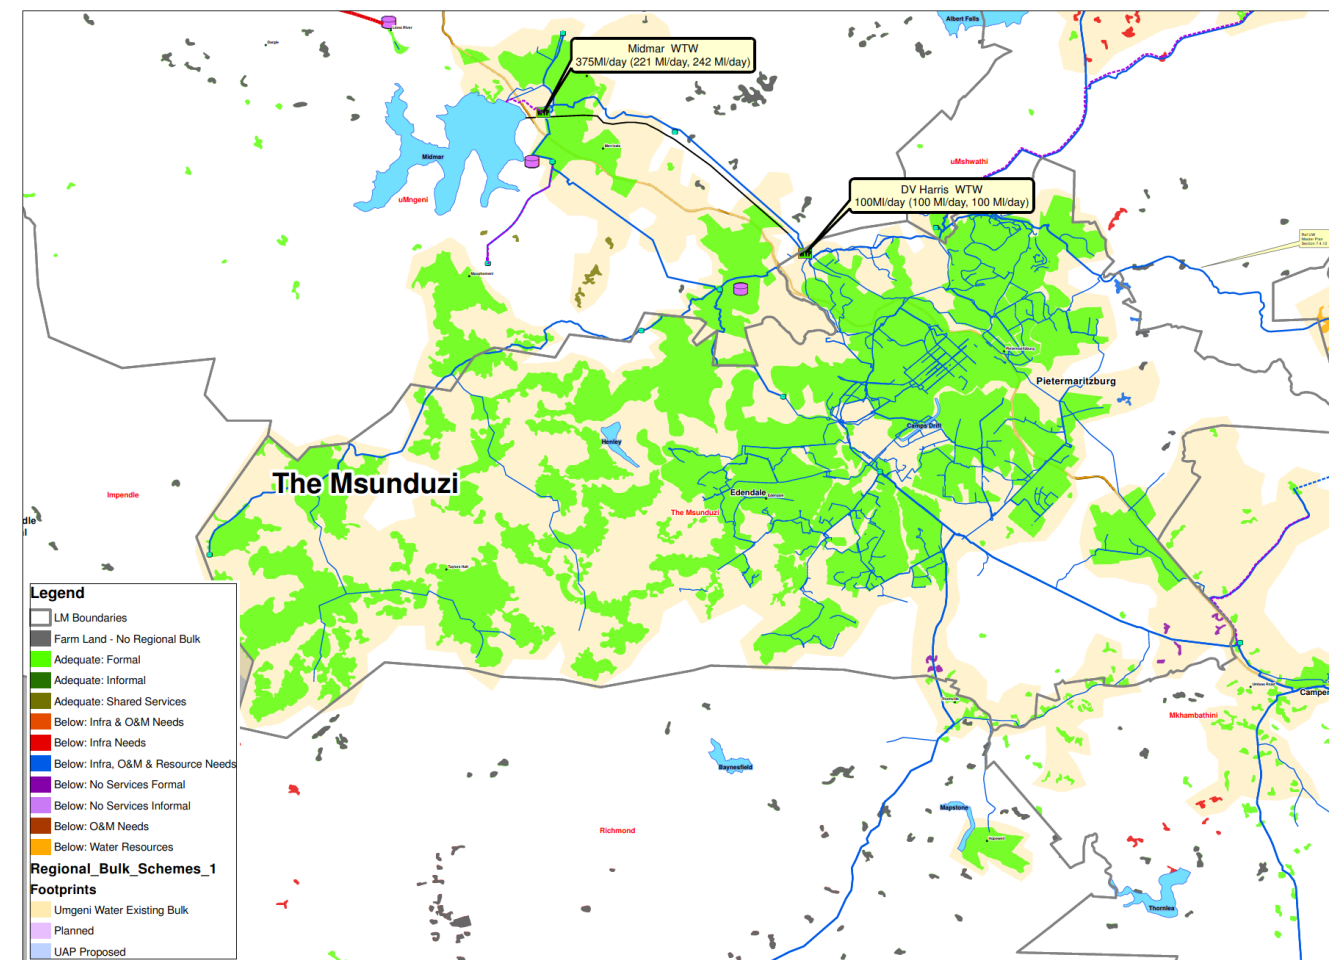 Albert Falls
Midmar WTW
375Ml/day (221 Ml/day, 242 Ml/day)
Midmar
uMngeni
uMshwathi
DV Harris WTW
100Ml/day (100 Ml/day, 100 Ml/day)
Pietermaritzburg
Camps Drift
Henley
The Msunduzi
Impendle
Edendale
The Msunduzi
dle
Legend
LM Boundaries
Farm Land - No Regional Bulk
Adequate: Formal
Adequate: Informal
Adequate: Shared Services
Below: Infra & O&M Needs
Below: Infra Needs
Below: Infra, O&M & Resource Needs
Below: No Services Formal
Below: No Services Informal
Below: O&M Needs
Below: Water Resources
Regional_Bulk_Schemes_1
Footprints
Umgeni Water Existing Bulk
Planned
UAP Proposed
Camper
Mkhambathini
Baynesfield
Mapstone
Richmond
Thornlea